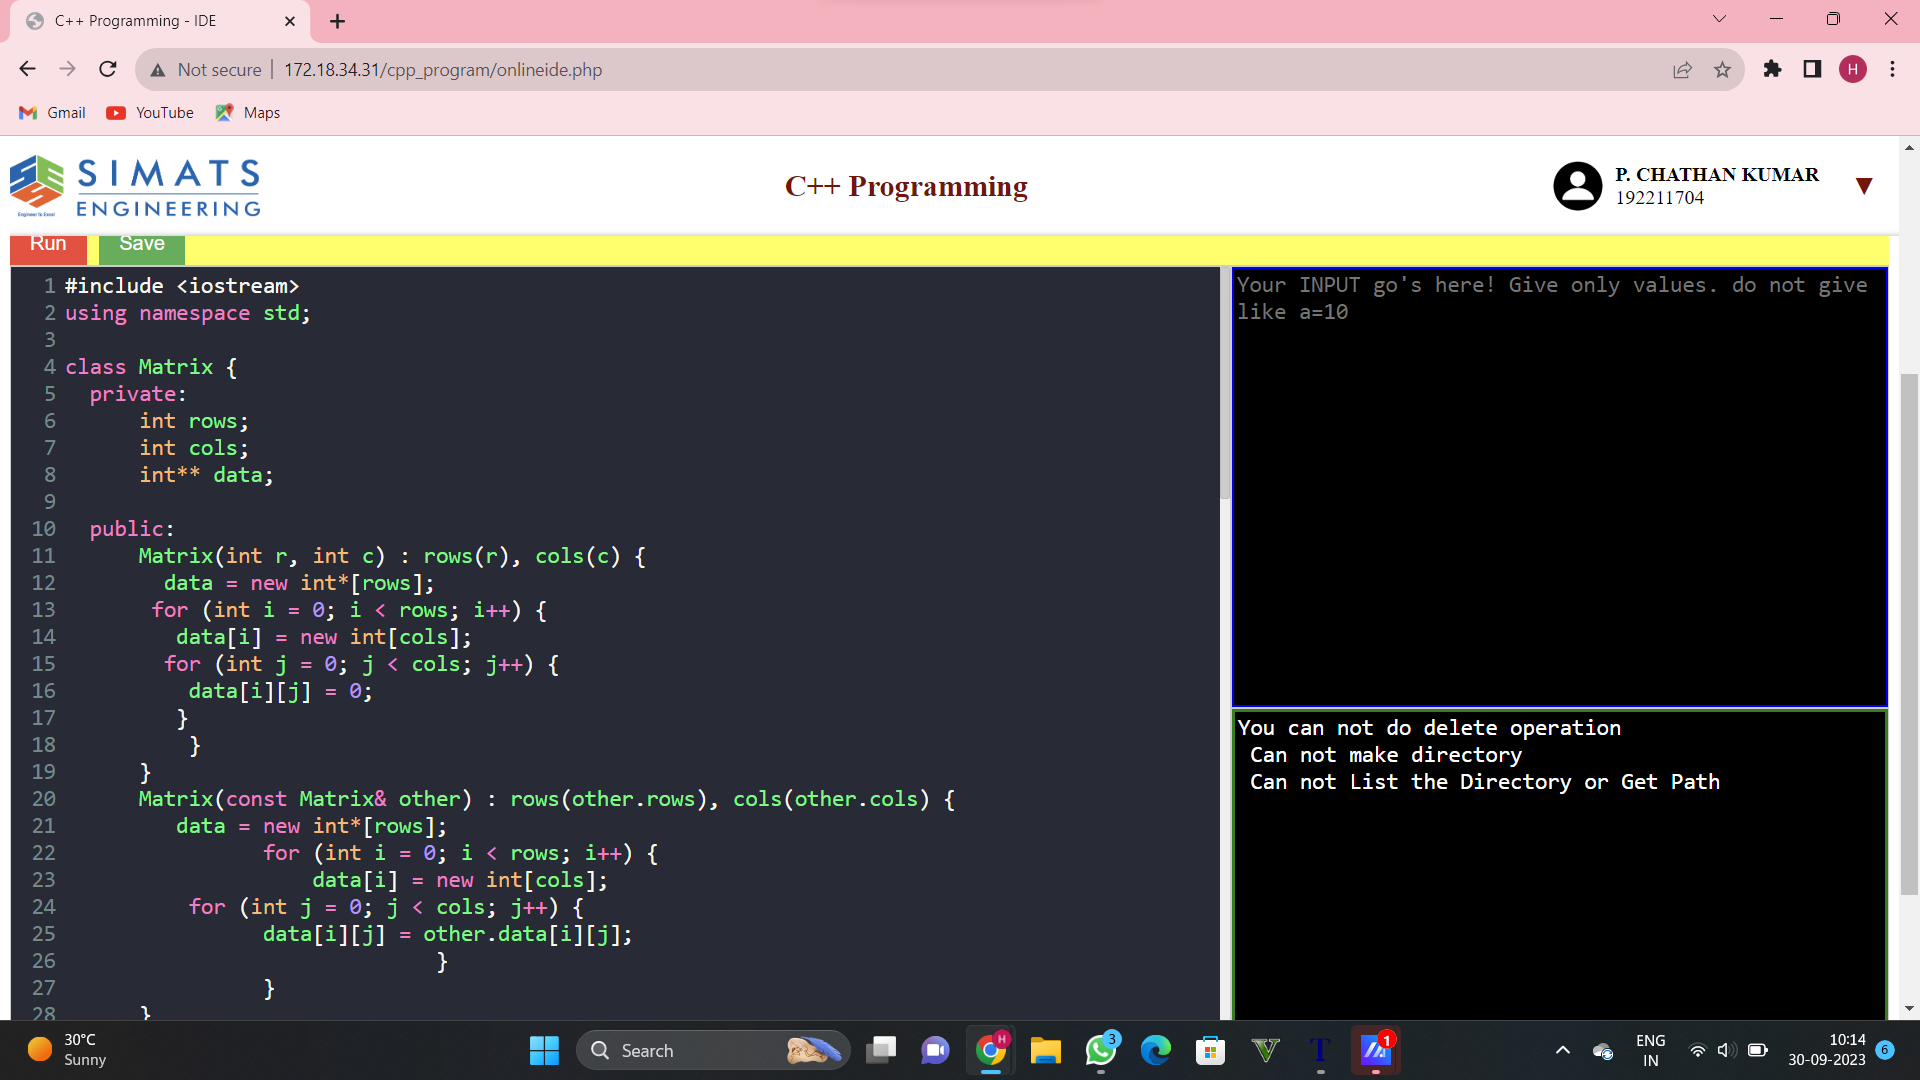 C++ Programming - IDE
Not secure
172.18.34.31/cpp_program/onlineide.php
H
Gmail
YouTube
Maps
SIMATS
ENGINEERING
Engineer to Excel
C++ Programming
P. CHATHAN KUMAR
192211704
Run
Save
1 #include <iostream>
2 using namespace std;
3
4 class Matrix {
5 private:
6 int rows;
7 int cols;
8 int** data;
9
10 public:
11 Matrix(int r, int c) : rows(r), cols(c) {
12 data = new int*[rows];
13 for (int i = 0; i < rows; i++) {
14 data[i] = new int[cols];
15 for (int j = 0; j < cols; j++) {
16 data[i][j] = 0;
17 }
18 }
19 }
20 Matrix(const Matrix& other) : rows(other.rows), cols(other.cols) {
21 data = new int*[rows];
22 for (int i = 0; i < rows; i++) {
23 data[i] = new int[cols];
24 for (int j = 0; j < cols; j++) {
25 data[i][j] = other.data[i][j];
26 }
27 }
28 }
Your INPUT go's here! Give only values. do not give
like a=10
You can not do delete operation
Can not make directory
Can not List the Directory or Get Path
30°C
Sunny
Search
H
3
V
T
1
ENG
IN
10:14
30-09-2023
6